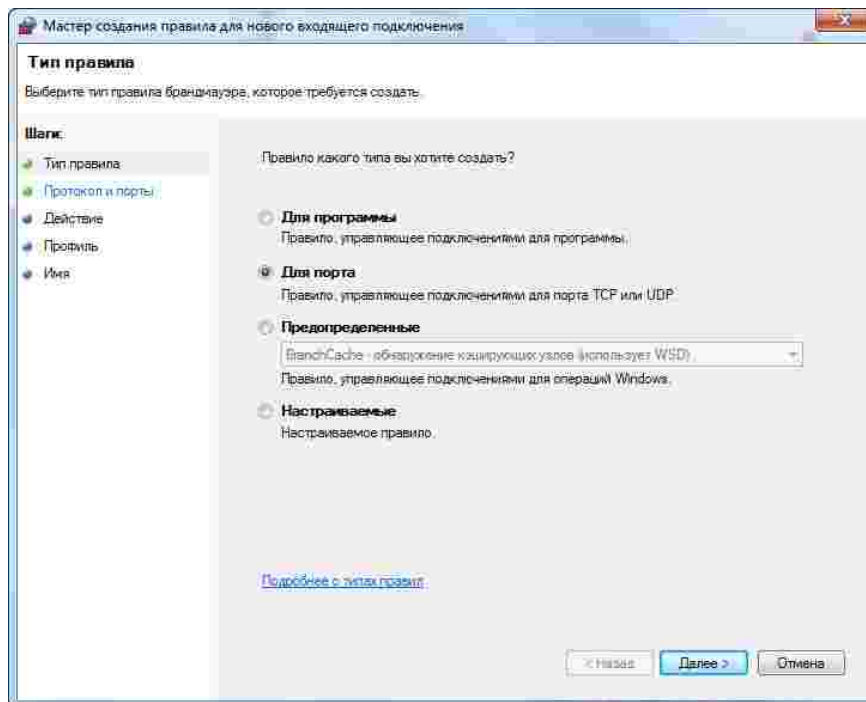 Мастер создания правила для нового входящего подключения
Тип правила
Выберите тип правила брандмауэра, которое требуется создать.
Шаги:
Тип правила
Протокол и порты
Действие
Профиль
Имя
Правило какого типа вы хотите создать?
Для программы
Правило, управляющее подключениями для программы.
Для порта
Правило, управляющее подключениями для порта TCP или UDP.
Предопределенные
BranchCache - обнаружение кэширующих узлов (использует WSD)
Правило, управляющее подключениями для операций Windows.
Настраиваемые
Настраиваемое правило.
Подробнее о типах правил
< Назад
Далее >
Отмена